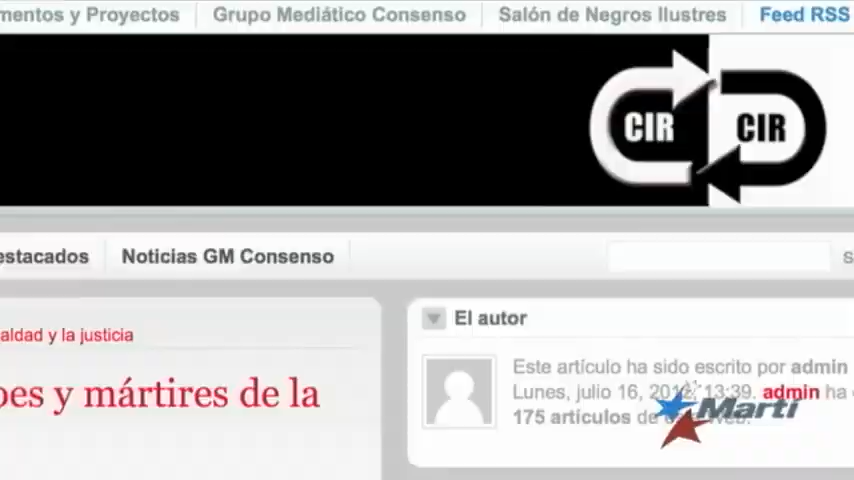 mentos y Proyectos
Grupo Mediático Consenso
Salón de Negros Ilustres
Feed RSS
CIR CIR
estacados
Noticias GM Consenso
S
aldad y la justicia
oes y mártires de la
El autor
Este artículo ha sido escrito por admin
Lunes, julio 16, 2012, 13:39. admin ha
175 artículos de esta Web.
Martí